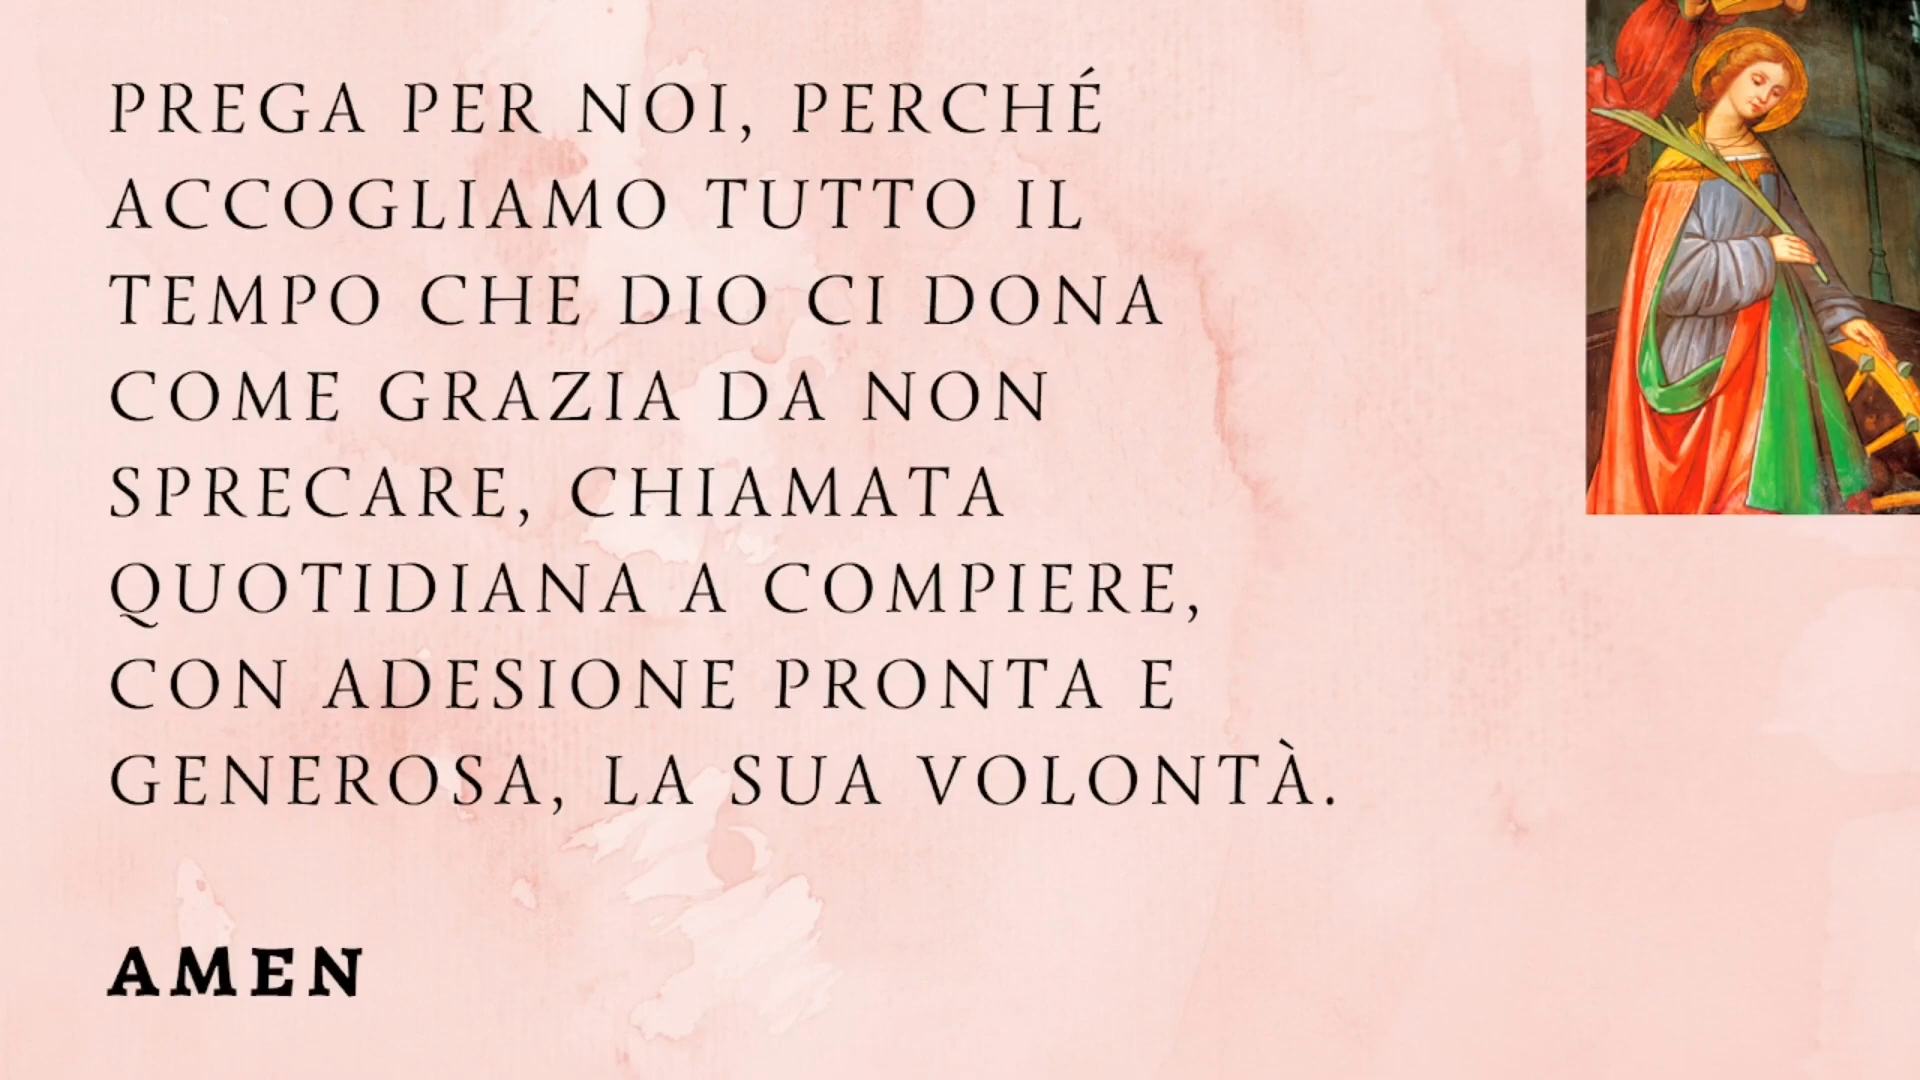 PREGA PER NOI, PERCHÉ
ACCOGLIAMO TUTTO IL
TEMPO CHE DIO CI DONA
COME GRAZIA DA NON
SPRECARE, CHIAMATA
QUOTIDIANA A COMPIERE,
CON ADESIONE PRONTA E
GENEROSA, LA SUA VOLONTÀ.
AMEN